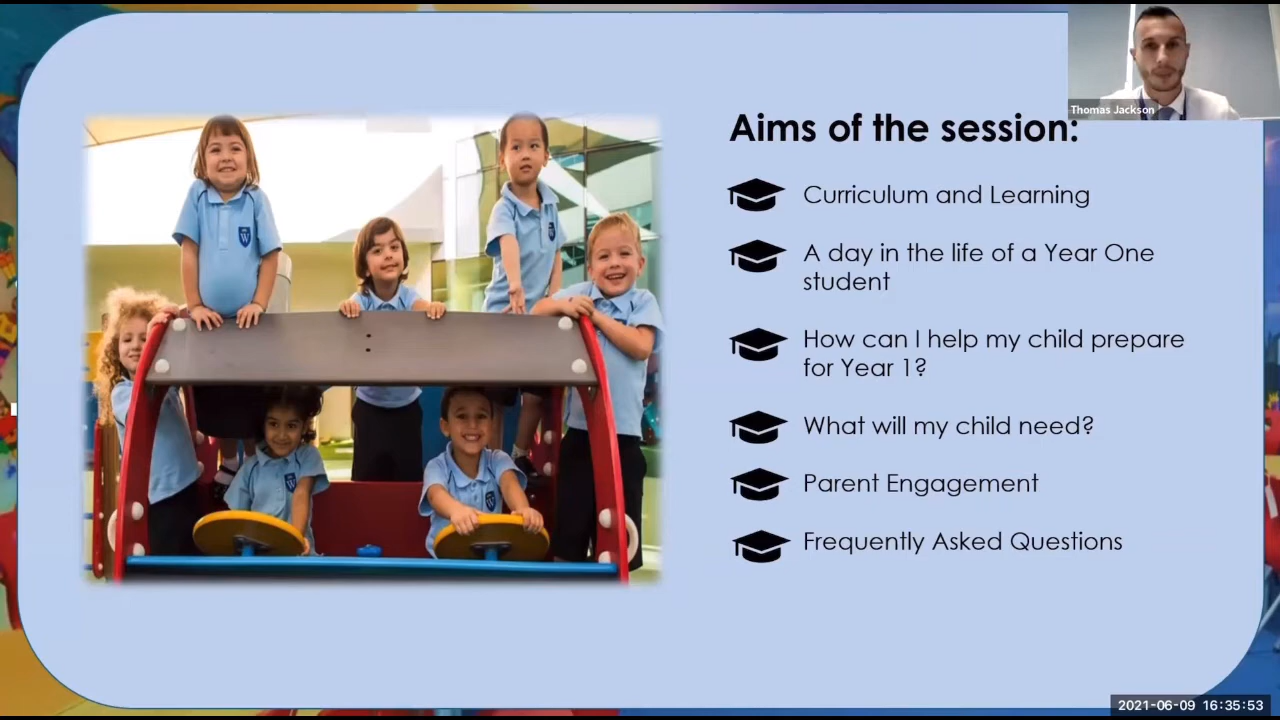 Thomas Jackson
Aims of the session:
Curriculum and Learning
A day in the life of a Year One
student
How can I help my child prepare
for Year 1?
What will my child need?
Parent Engagement
Frequently Asked Questions
W
W
2021-06-09 16:35:53